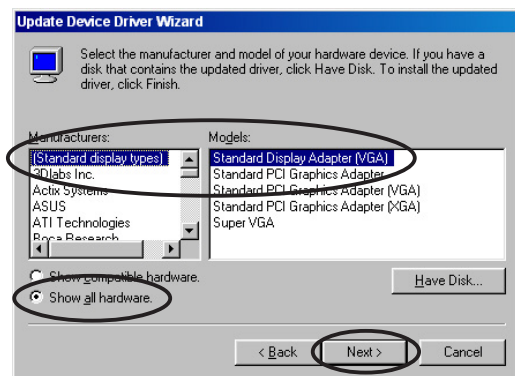 Update Device Driver Wizard
Select the manufacturer and model of your hardware device. If you have a
disk that contains the updated driver, click Have Disk. To install the updated
driver, click Finish.
Manufacturers:
(Standard display types)
3Dlabs Inc.
Actix Systems
ASUS
ATI Technologies
Boca Research
Models:
Standard Display Adapter (VGA)
Standard PCI Graphics Adapter
Standard PCI Graphics Adapter (VGA)
Standard PCI Graphics Adapter (XGA)
Super VGA
Show compatible hardware.
Show all hardware.
Have Disk...
< Back
Next >
Cancel